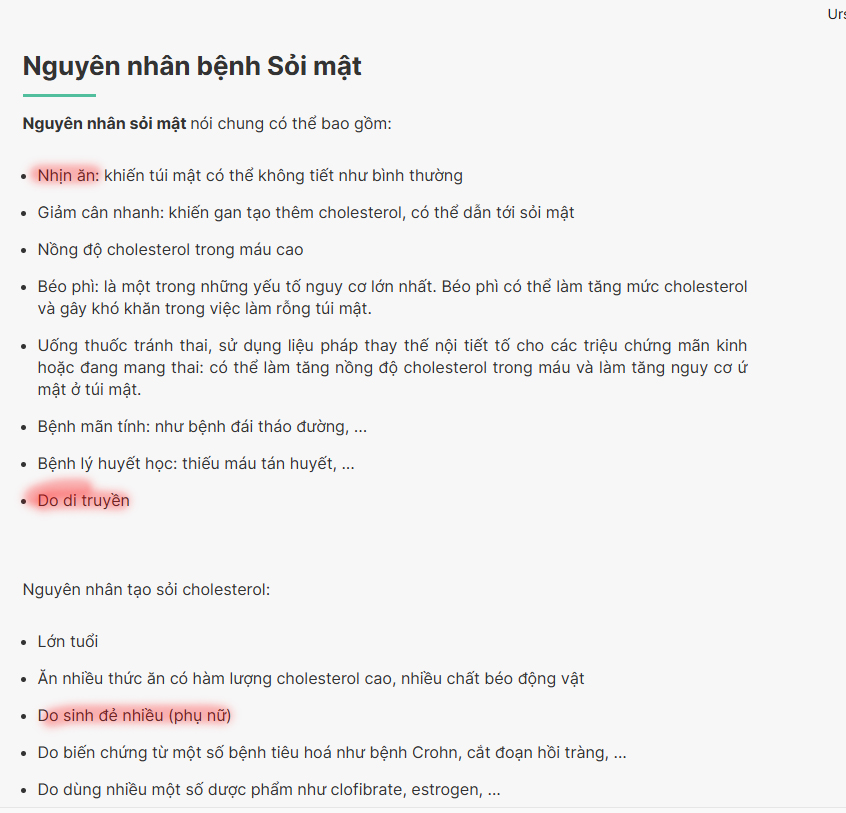 Urs
Nguyên nhân bệnh Sỏi mật
Nguyên nhân sỏi mật nói chung có thể bao gồm:
• Nhịn ăn: khiến túi mật có thể không tiết như bình thường
• Giảm cân nhanh: khiến gan tạo thêm cholesterol, có thể dẫn tới sỏi mật
• Nồng độ cholesterol trong máu cao
• Béo phì: là một trong những yếu tố nguy cơ lớn nhất. Béo phì có thể làm tăng mức cholesterol
và gây khó khăn trong việc làm rỗng túi mật.
• Uống thuốc tránh thai, sử dụng liệu pháp thay thế nội tiết tố cho các triệu chứng mãn kinh
hoặc đang mang thai: có thể làm tăng nồng độ cholesterol trong máu và làm tăng nguy cơ ứ
mật ở túi mật.
• Bệnh mãn tính: như bệnh đái tháo đường, ...
• Bệnh lý huyết học: thiếu máu tán huyết, ...
• Do di truyền
Nguyên nhân tạo sỏi cholesterol:
• Lớn tuổi
• Ăn nhiều thức ăn có hàm lượng cholesterol cao, nhiều chất béo động vật
• Do sinh đẻ nhiều (phụ nữ)
• Do biến chứng từ một số bệnh tiêu hoá như bệnh Crohn, cắt đoạn hồi tràng, ...
• Do dùng nhiều một số dược phẩm như clofibrate, estrogen, ...